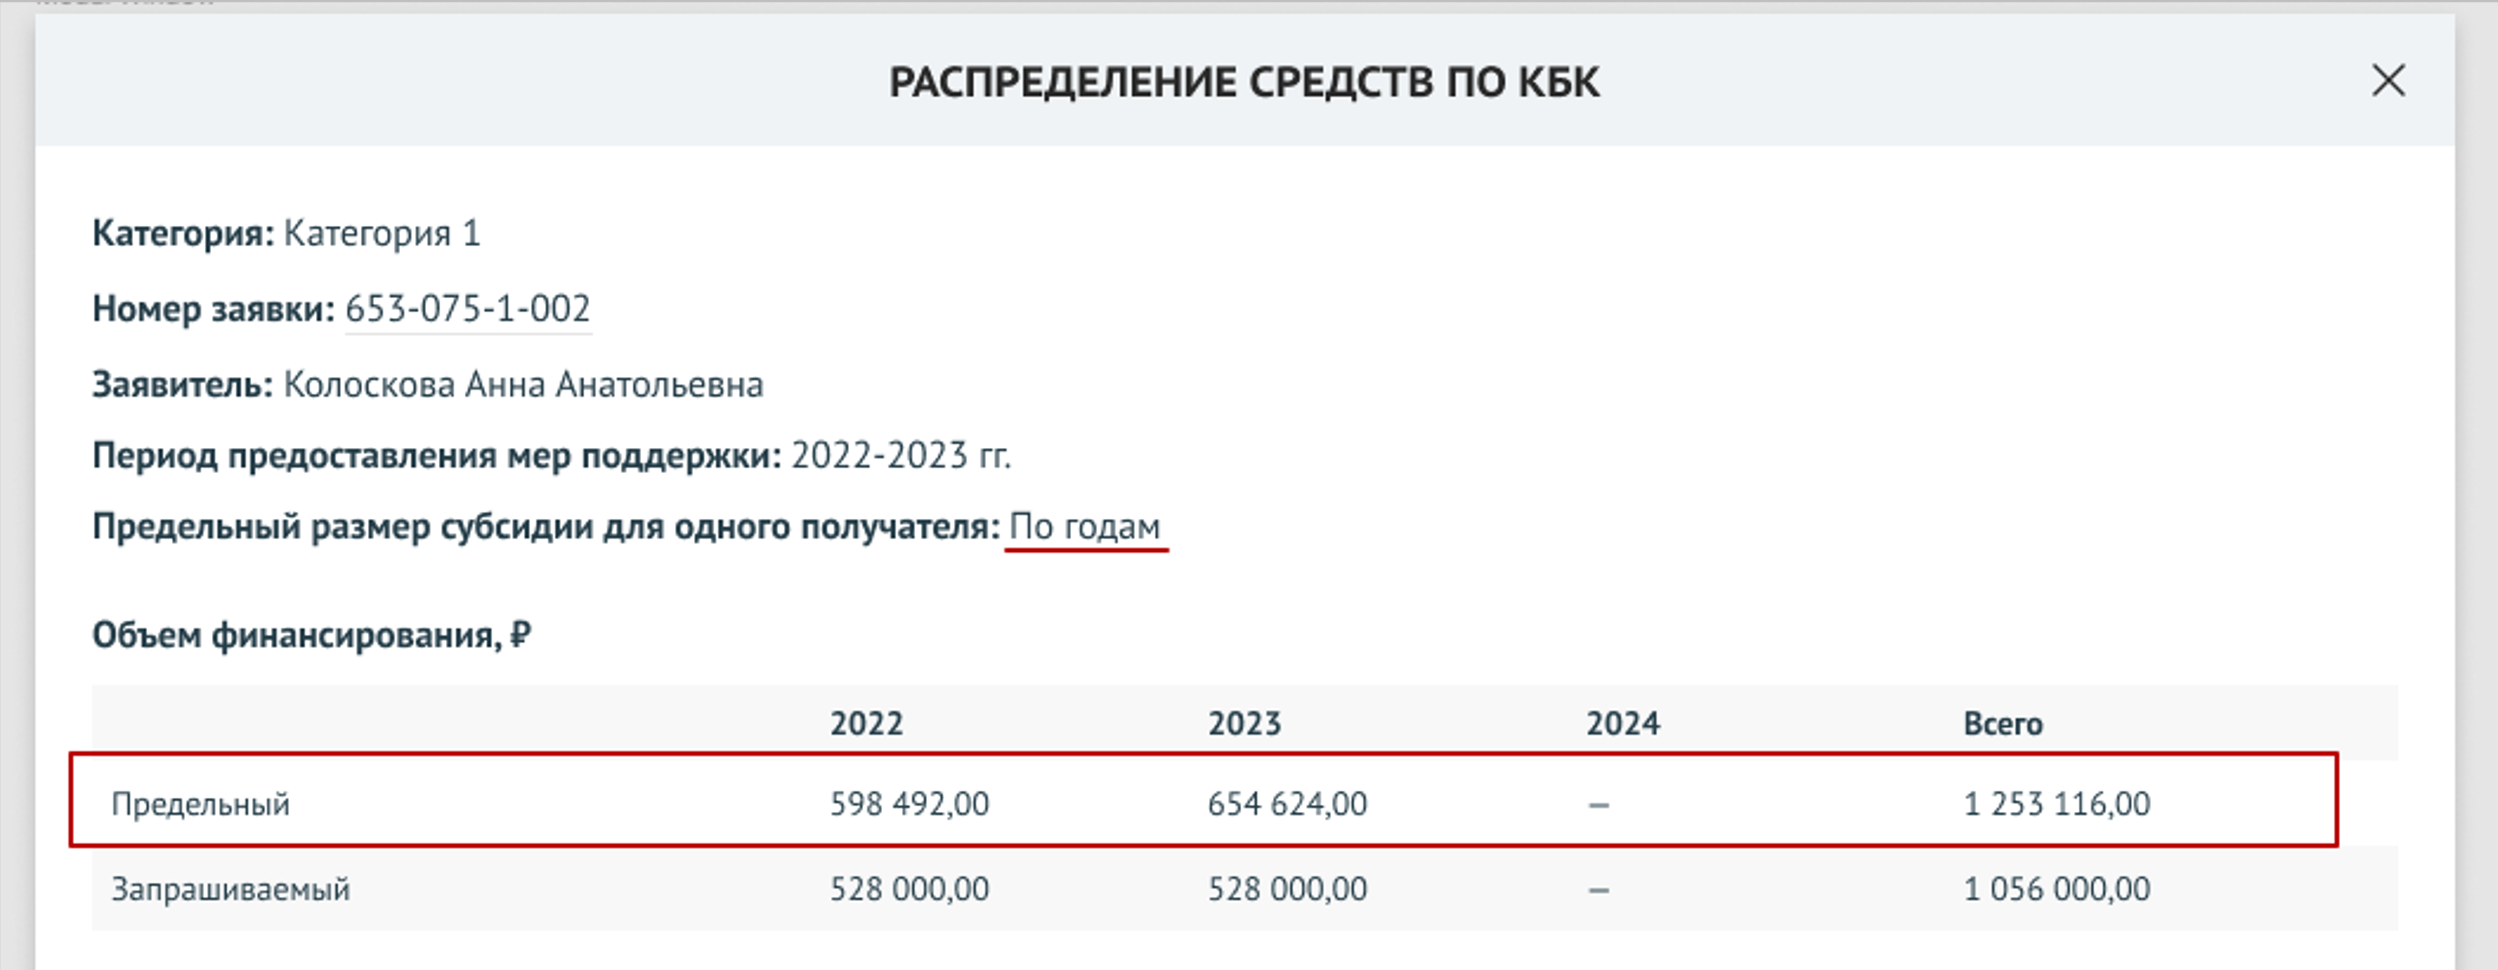 РАСПРЕДЕЛЕНИЕ СРЕДСТВ ПО КБК
Категория: Категория 1
Номер заявки: 653-075-1-002
Заявитель: Колоскова Анна Анатольевна
Период предоставления мер поддержки: 2022-2023 гг.
Предельный размер субсидии для одного получателя: По годам
Объем финансирования, ₽
2022 2023 2024 Всего
Предельный 598 492,00 654 624,00 — 1 253 116,00
Запрашиваемый 528 000,00 528 000,00 — 1 056 000,00